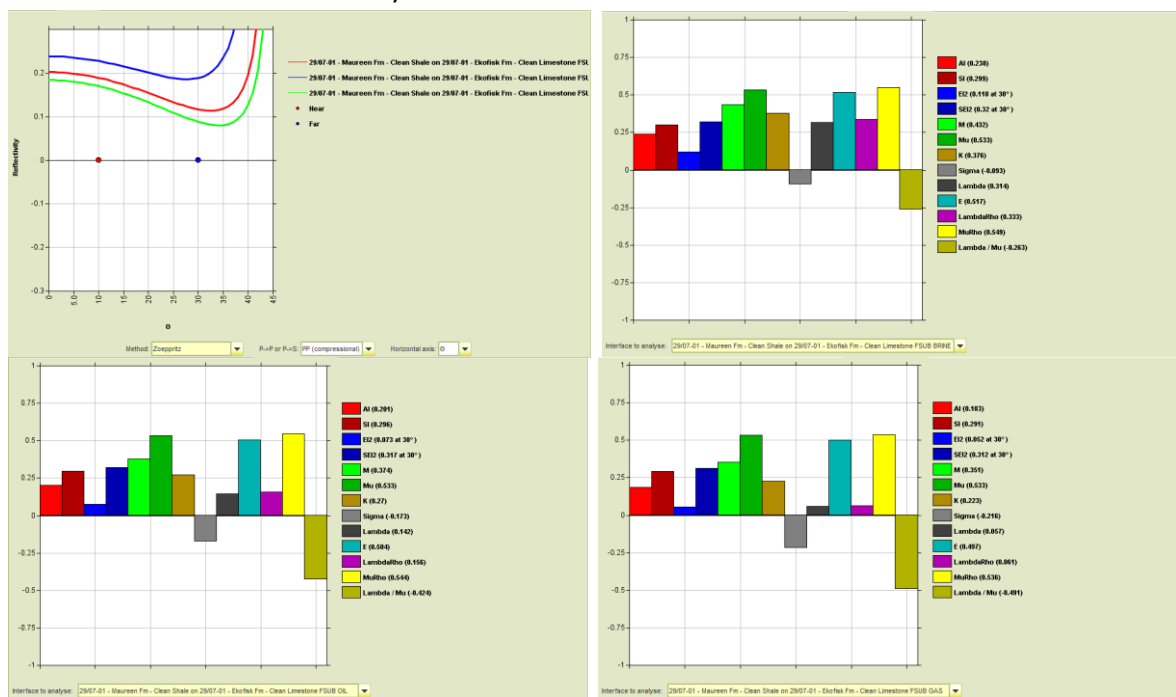 0.2
0.1
0
-0.1
-0.2
-0.3
Reflectivity
0
5.0
10
15
20
25
30
35
40
45
Θ
29/07-01 - Maureen Fm - Clean Shale on 29/07-01 - Ekofisk Fm - Clean Limestone FSU
29/07-01 - Maureen Fm - Clean Shale on 29/07-01 - Ekofisk Fm - Clean Limestone FSU
29/07-01 - Maureen Fm - Clean Shale on 29/07-01 - Ekofisk Fm - Clean Limestone FSU
Near
Far
Method: Zoeppritz P->P or P->S: PP (compressional) Horizontal axis: Θ
1
0.75
0.5
0.25
0
-0.25
-0.5
-0.75
-1
AI (0.238)
SI (0.299)
EI2 (0.118 at 30° )
SEI2 (0.32 at 30° )
M (0.432)
Mu (0.533)
K (0.376)
Sigma (-0.093)
Lambda (0.314)
E (0.517)
LambdaRho (0.333)
MuRho (0.549)
Lambda / Mu (-0.263)
Interface to analyse: 29/07-01 - Maureen Fm - Clean Shale on 29/07-01 - Ekofisk Fm - Clean Limestone FSUB BRINE
1
0.75
0.5
0.25
0
-0.25
-0.5
-0.75
-1
AI (0.201)
SI (0.296)
EI2 (0.073 at 30° )
SEI2 (0.317 at 30° )
M (0.374)
Mu (0.533)
K (0.27)
Sigma (-0.173)
Lambda (0.142)
E (0.504)
LambdaRho (0.156)
MuRho (0.544)
Lambda / Mu (-0.424)
Interface to analyse: 29/07-01 - Maureen Fm - Clean Shale on 29/07-01 - Ekofisk Fm - Clean Limestone FSUB OIL
1
0.75
0.5
0.25
0
-0.25
-0.5
-0.75
-1
AI (0.183)
SI (0.291)
EI2 (0.052 at 30° )
SEI2 (0.312 at 30° )
M (0.351)
Mu (0.533)
K (0.223)
Sigma (-0.216)
Lambda (0.057)
E (0.497)
LambdaRho (0.061)
MuRho (0.536)
Lambda / Mu (-0.491)
Interface to analyse: 29/07-01 - Maureen Fm - Clean Shale on 29/07-01 - Ekofisk Fm - Clean Limestone FSUB GAS